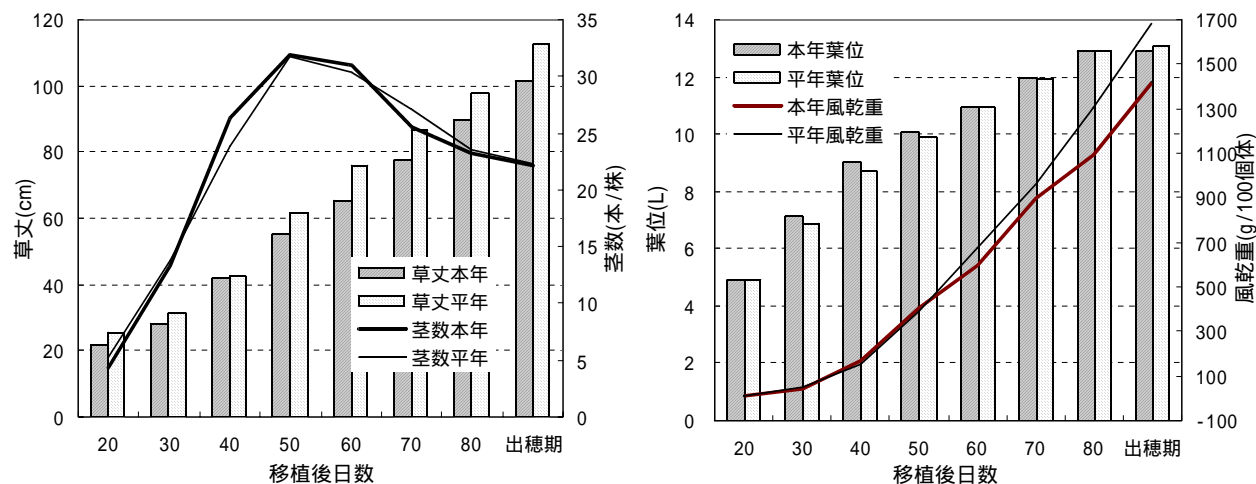 120
100
80
60
40
20
0
草丈(cm)
35
30
25
20
15
10
5
0
茎数(本/株)
草丈本年
草丈平年
茎数本年
茎数平年
20 30 40 50 60 70 80 出穂期
移植後日数
14
12
10
8
6
4
2
0
葉位(L)
1700
1500
1300
1100
900
700
500
300
100
-100
風乾重(g/100個体)
本年葉位
平年葉位
本年風乾重
平年風乾重
20 30 40 50 60 70 80 出穂期
移植後日数